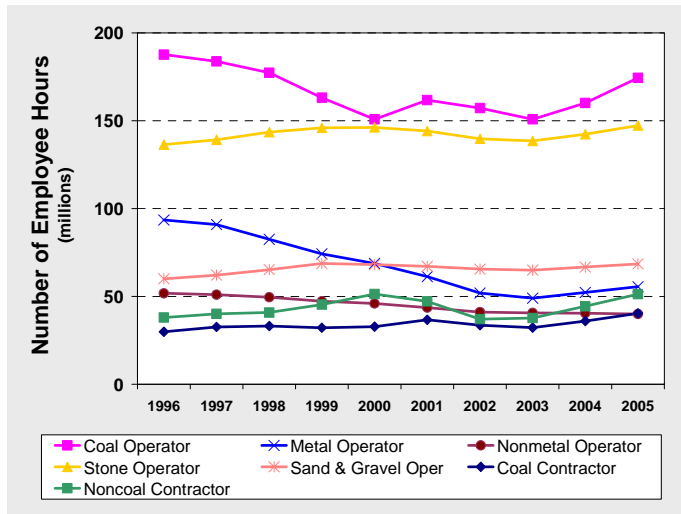 Number of Employee Hours
(millions)
200
150
100
50
0
1996 1997 1998 1999 2000 2001 2002 2003 2004 2005
Coal Operator Metal Operator Nonmetal Operator
Stone Operator Sand & Gravel Oper Coal Contractor
Noncoal Contractor